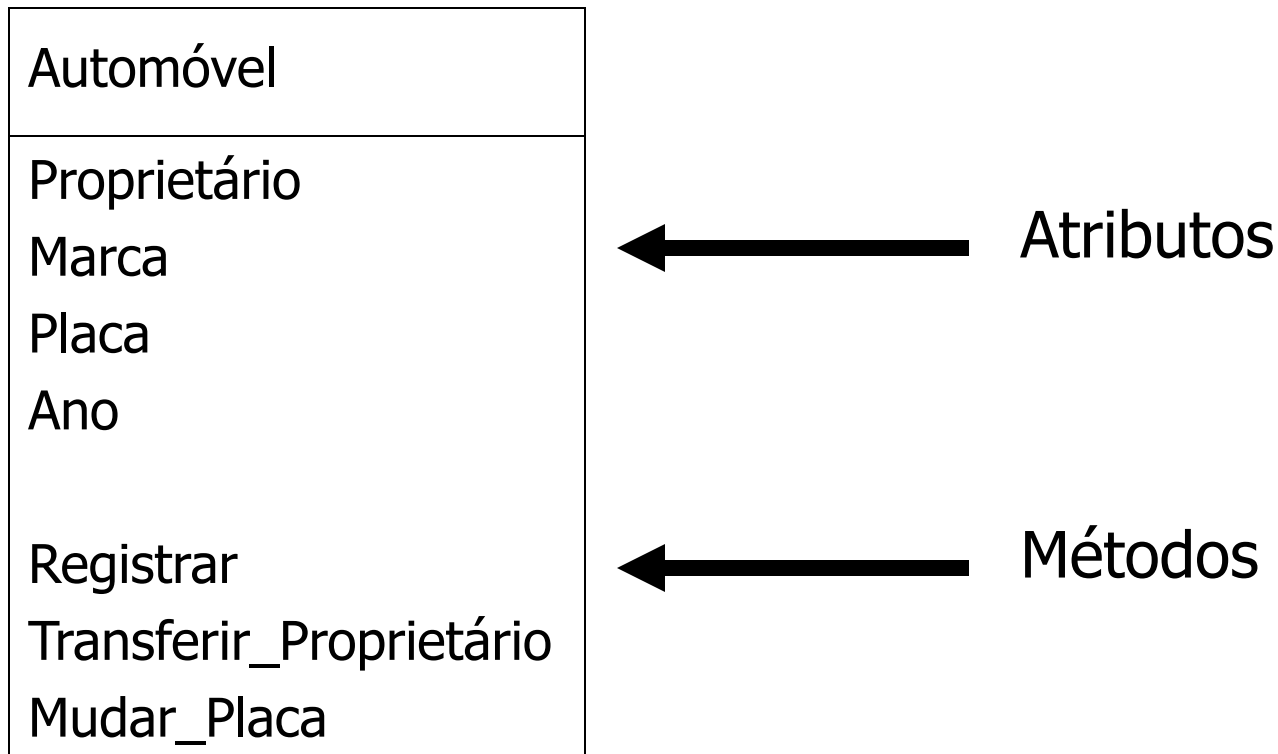 Automóvel
Proprietário
Marca
Placa
Ano
Registrar
Transferir_Proprietário
Mudar_Placa
Atributos
Métodos